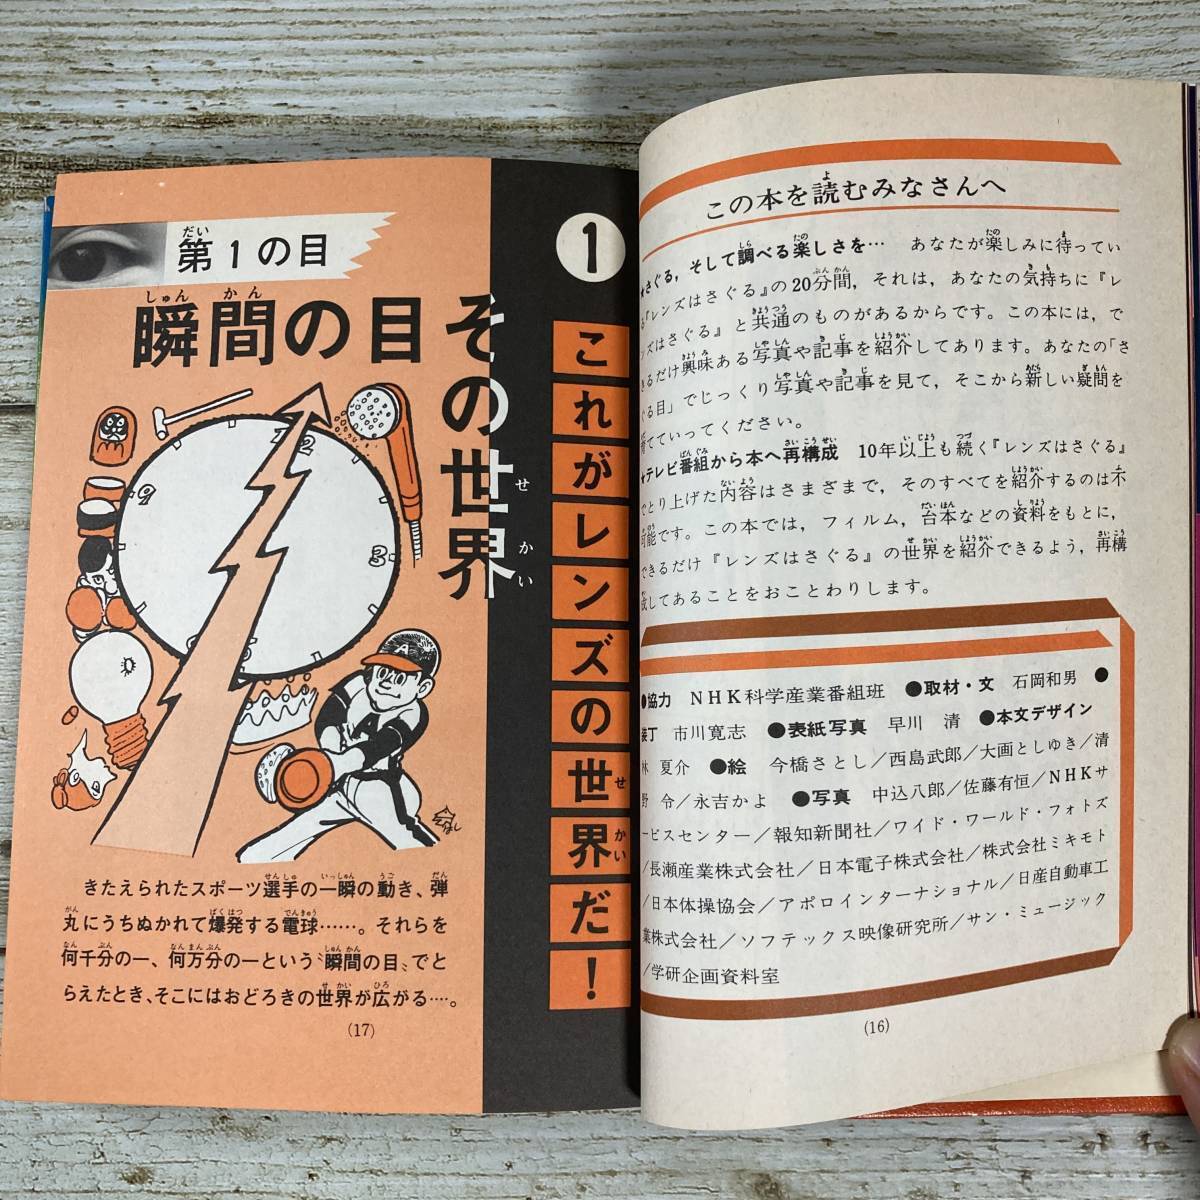 この本を読むみなさんへ
★さぐる,そして調べる楽しさを… あなたが楽しみに待ってい
る『レンズはさぐる』の20分間,それは,あなたの気持ちに『レ
ンズはさぐる』と共通のものがあるからです。この本には,で
きるだけ興味ある写真や記事を紹介してあります。あなたの「さ
ぐる目」でじっくり写真や記事を見て,そこから新しい疑問を
育てていってください。
★テレビ番組から本へ再構成 10年以上も続く『レンズはさぐる』
でとり上げた内容はさまざまで,そのすべてを紹介するのは不
可能です。この本では,フィルム,台本などの資料をもとに,
できるだけ『レンズはさぐる』の世界を紹介できるよう,再構
成してあることをおことわりします。
●協力 NHK科学産業番組班 ●取材・文 石岡和男 ●
装丁 市川寛志 ●表紙写真 早川 清 ●本文デザイン
林 夏介 ●絵 今橋さとし/西島武郎/大画としゆき/清
野 令/永吉かよ ●写真 中込八郎/佐藤有恒/NHKサ
ービスセンター/報知新聞社/ワイド・ワールド・フォトズ
/長瀬産業株式会社/日本電子株式会社/株式会社ミキモト
/日本体操協会/アポロインターナショナル/日産自動車工
業株式会社/ソフテックス映像研究所/サン・ミュージック
/学研企画資料室
(16)
1
これがレンズの世界だ!
第1の目
瞬間の目
その世界
12
3
9
A
きたえられたスポーツ選手の一瞬の動き、弾
丸にうちぬかれて爆発する電球……。それらを
何千分の一、何万分の一という〝瞬間の目〟でと
らえたとき、そこにはおどろきの世界が広がる……。
(17)